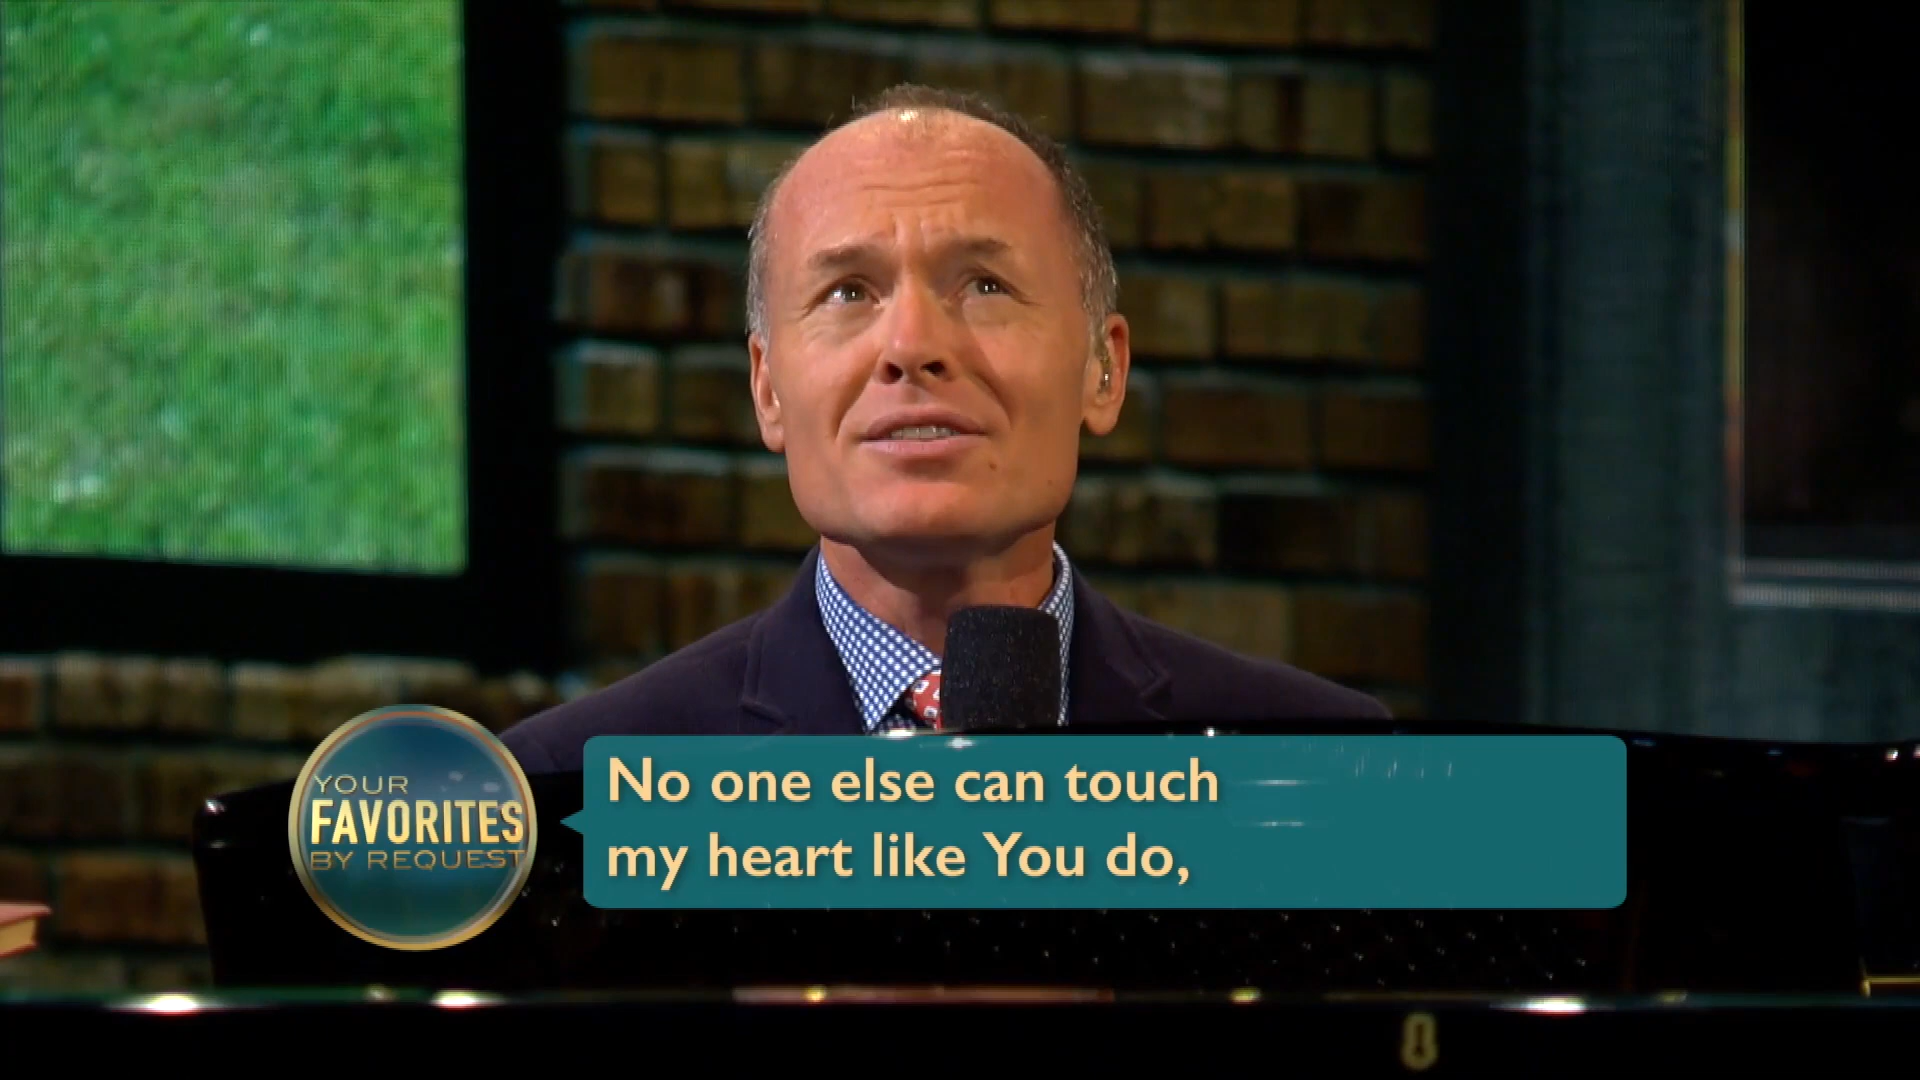 YOUR
FAVORITES
BY REQUEST
No one else can touch
my heart like You do,